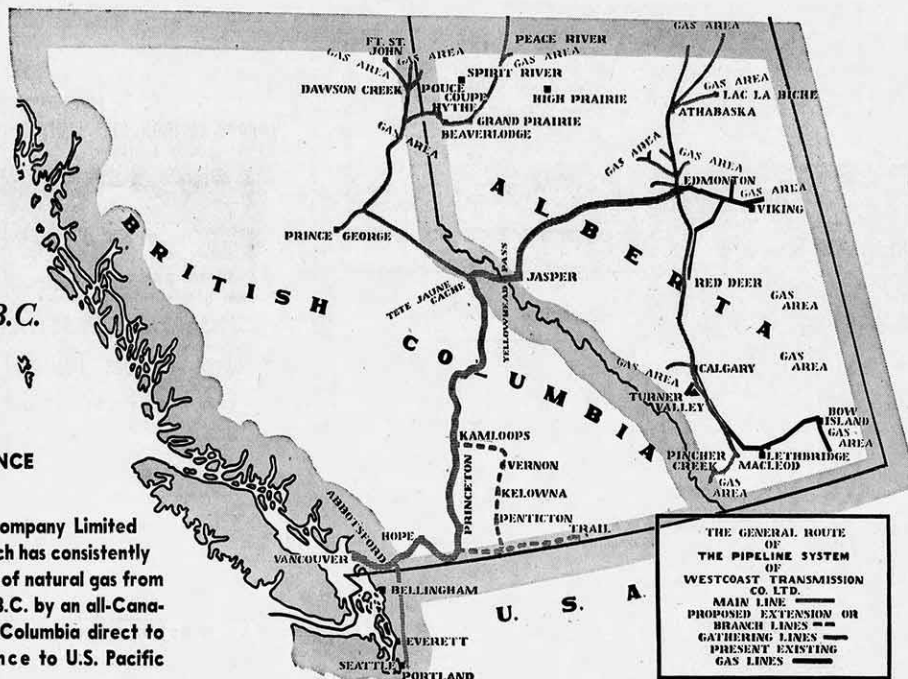 FT. ST.
JOHN
GAS AREA
GAS AREA
PEACE RIVER
GAS AREA
GAS AREA
DAWSON CREEK
POUCE
COUPE
SPIRIT RIVER
HIGH PRAIRIE
HYTHE
GRAND PRAIRIE
BEAVERLODGE
GAS AREA
GAS AREA
LAC LA BICHE
ATHABASKA
GAS AREA
GAS AREA
EDMONTON
GAS AREA
VIKING
ALBERTA
BRITISH
COLUMBIA
PRINCE GEORGE
TETE JAUNE
CACHE
YELLOWHEAD PASS
JASPER
RED DEER
GAS
AREA
GAS
AREA
GAS AREA
CALGARY
TURNER
VALLEY
BOW
ISLAND
GAS
AREA
PINCHER
CREEK
MACLEOD
LETHBRIDGE
GAS
AREA
KAMLOOPS
VERNON
KELOWNA
PENTICTON
TRAIL
PRINCETON
HOPE
ABBOTSFORD
VANCOUVER
BELLINGHAM
U. S. A.
EVERETT
SEATTLE
PORTLAND
B.C.
NCE
ompany Limited
ch has consistently
of natural gas from
B.C. by an all-Cana-
Columbia direct to
nce to U.S. Pacific
THE GENERAL ROUTE
OF
THE PIPELINE SYSTEM
OF
WESTCOAST TRANSMISSION
CO. LTD.
MAIN LINE
PROPOSED EXTENSION OR
BRANCH LINES
GATHERING LINES
PRESENT EXISTING
GAS LINES